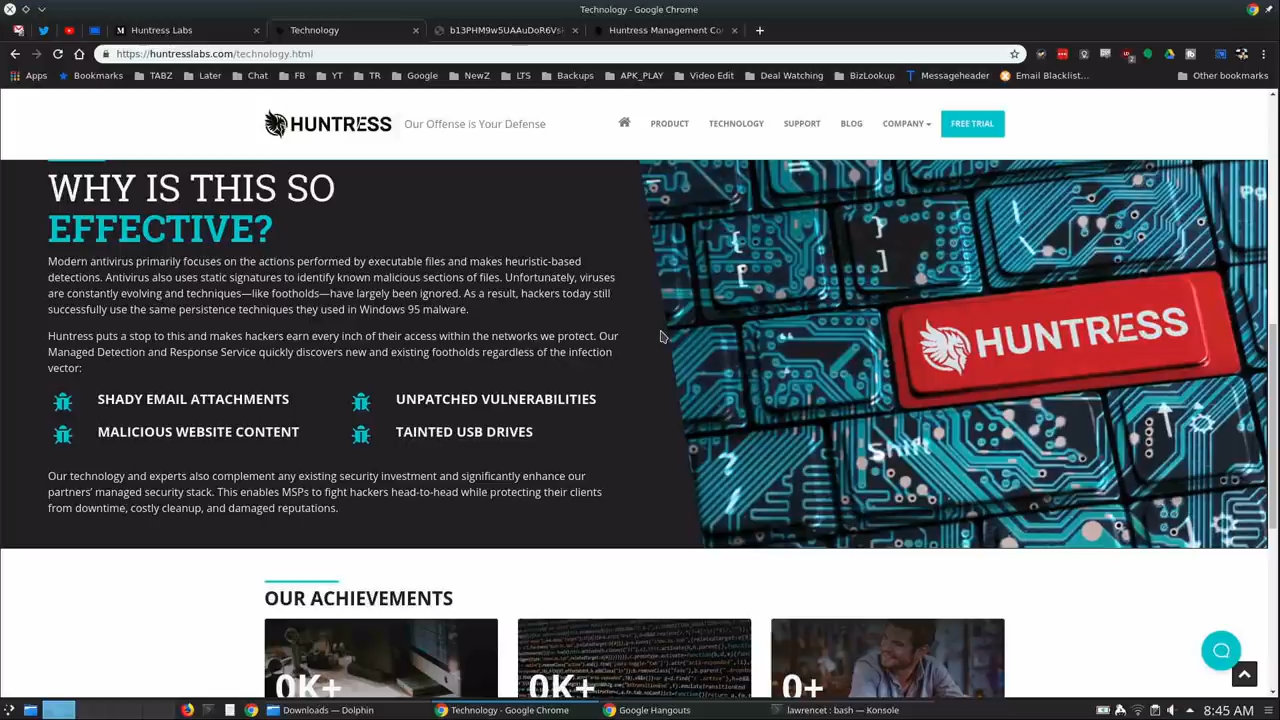 Technology - Google Chrome
Huntress Labs
Technology
b13PHM9w5UAAuDoR6Vs
Huntress Management Co
https://huntresslabs.com/technology.html
Apps
Bookmarks
TABZ
Later
Chat
FB
YT
TR
Google
NewZ
LTS
Backups
APK_PLAY
Video Edit
Deal Watching
BizLookup
Messageheader
Email Blacklist...
Other bookmarks
HUNTRESS
Our Offense is Your Defense
PRODUCT
TECHNOLOGY
SUPPORT
BLOG
COMPANY
FREE TRIAL
WHY IS THIS SO
EFFECTIVE?
Modern antivirus primarily focuses on the actions performed by executable files and makes heuristic-based
detections. Antivirus also uses static signatures to identify known malicious sections of files. Unfortunately, viruses
are constantly evolving and techniques—like footholds—have largely been ignored. As a result, hackers today still
successfully use the same persistence techniques they used in Windows 95 malware.
Huntress puts a stop to this and makes hackers earn every inch of their access within the networks we protect. Our
Managed Detection and Response Service quickly discovers new and existing footholds regardless of the infection
vector:
SHADY EMAIL ATTACHMENTS
UNPATCHED VULNERABILITIES
MALICIOUS WEBSITE CONTENT
TAINTED USB DRIVES
Our technology and experts also complement any existing security investment and significantly enhance our
partners' managed security stack. This enables MSPs to fight hackers head-to-head while protecting their clients
from downtime, costly cleanup, and damaged reputations.
HUNTRESS
Shift
OUR ACHIEVEMENTS
0K+
0K+
0+
Downloads — Dolphin
Technology - Google Chrome
Google Hangouts
lawrencet : bash — Konsole
8:45 AM